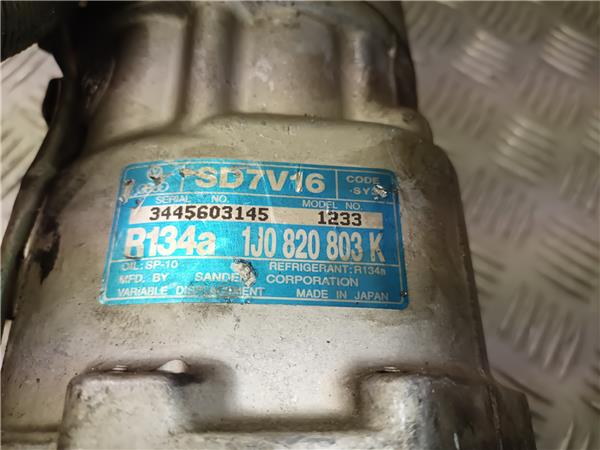 SD7V16
CODE
SERIAL NO.
MODEL NO.
3445603145
1233
R134a 1J0 820 803 K
OIL: SP-10
REFRIGERANT: R134a
MFD. BY CORPORATION
VARIABLE
MADE IN JAPAN